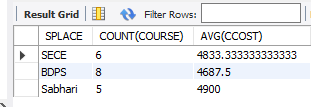 Result Grid Filter Rows:
SPLACE COUNT(COURSE) AVG(CCOST)
SECE 6 4833.333333333333
BDPS 8 4687.5
Sabhari 5 4900